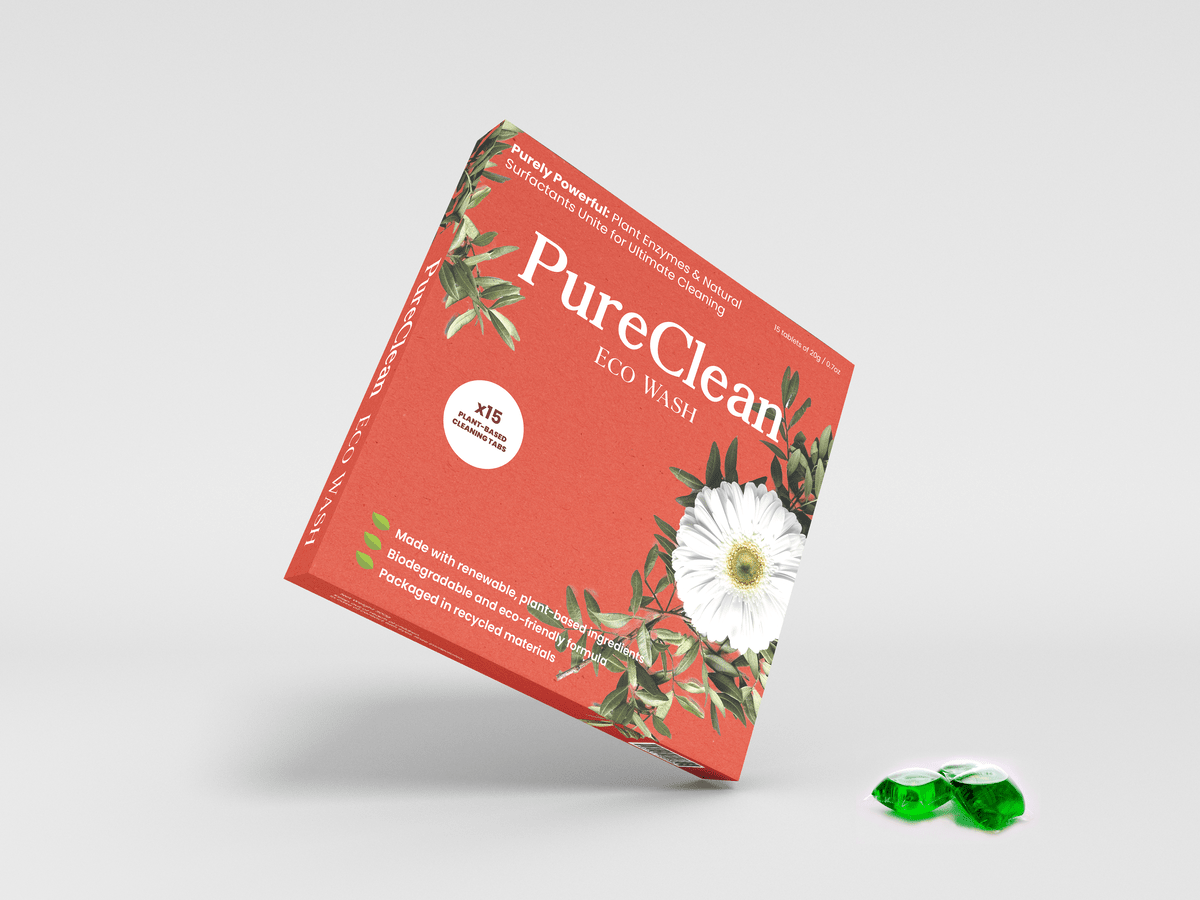 Purely Powerful: Plant Enzymes & Natural
Surfactants Unite for Ultimate Cleaning
15 tablets of 20g / 0.7oz
PureClean
ECO WASH
x15
PLANT-BASED
CLEANING TABS
Made with renewable, plant-based ingredients
Biodegradable and eco-friendly formula
Packaged in recycled materials
PureClean ECO WASH